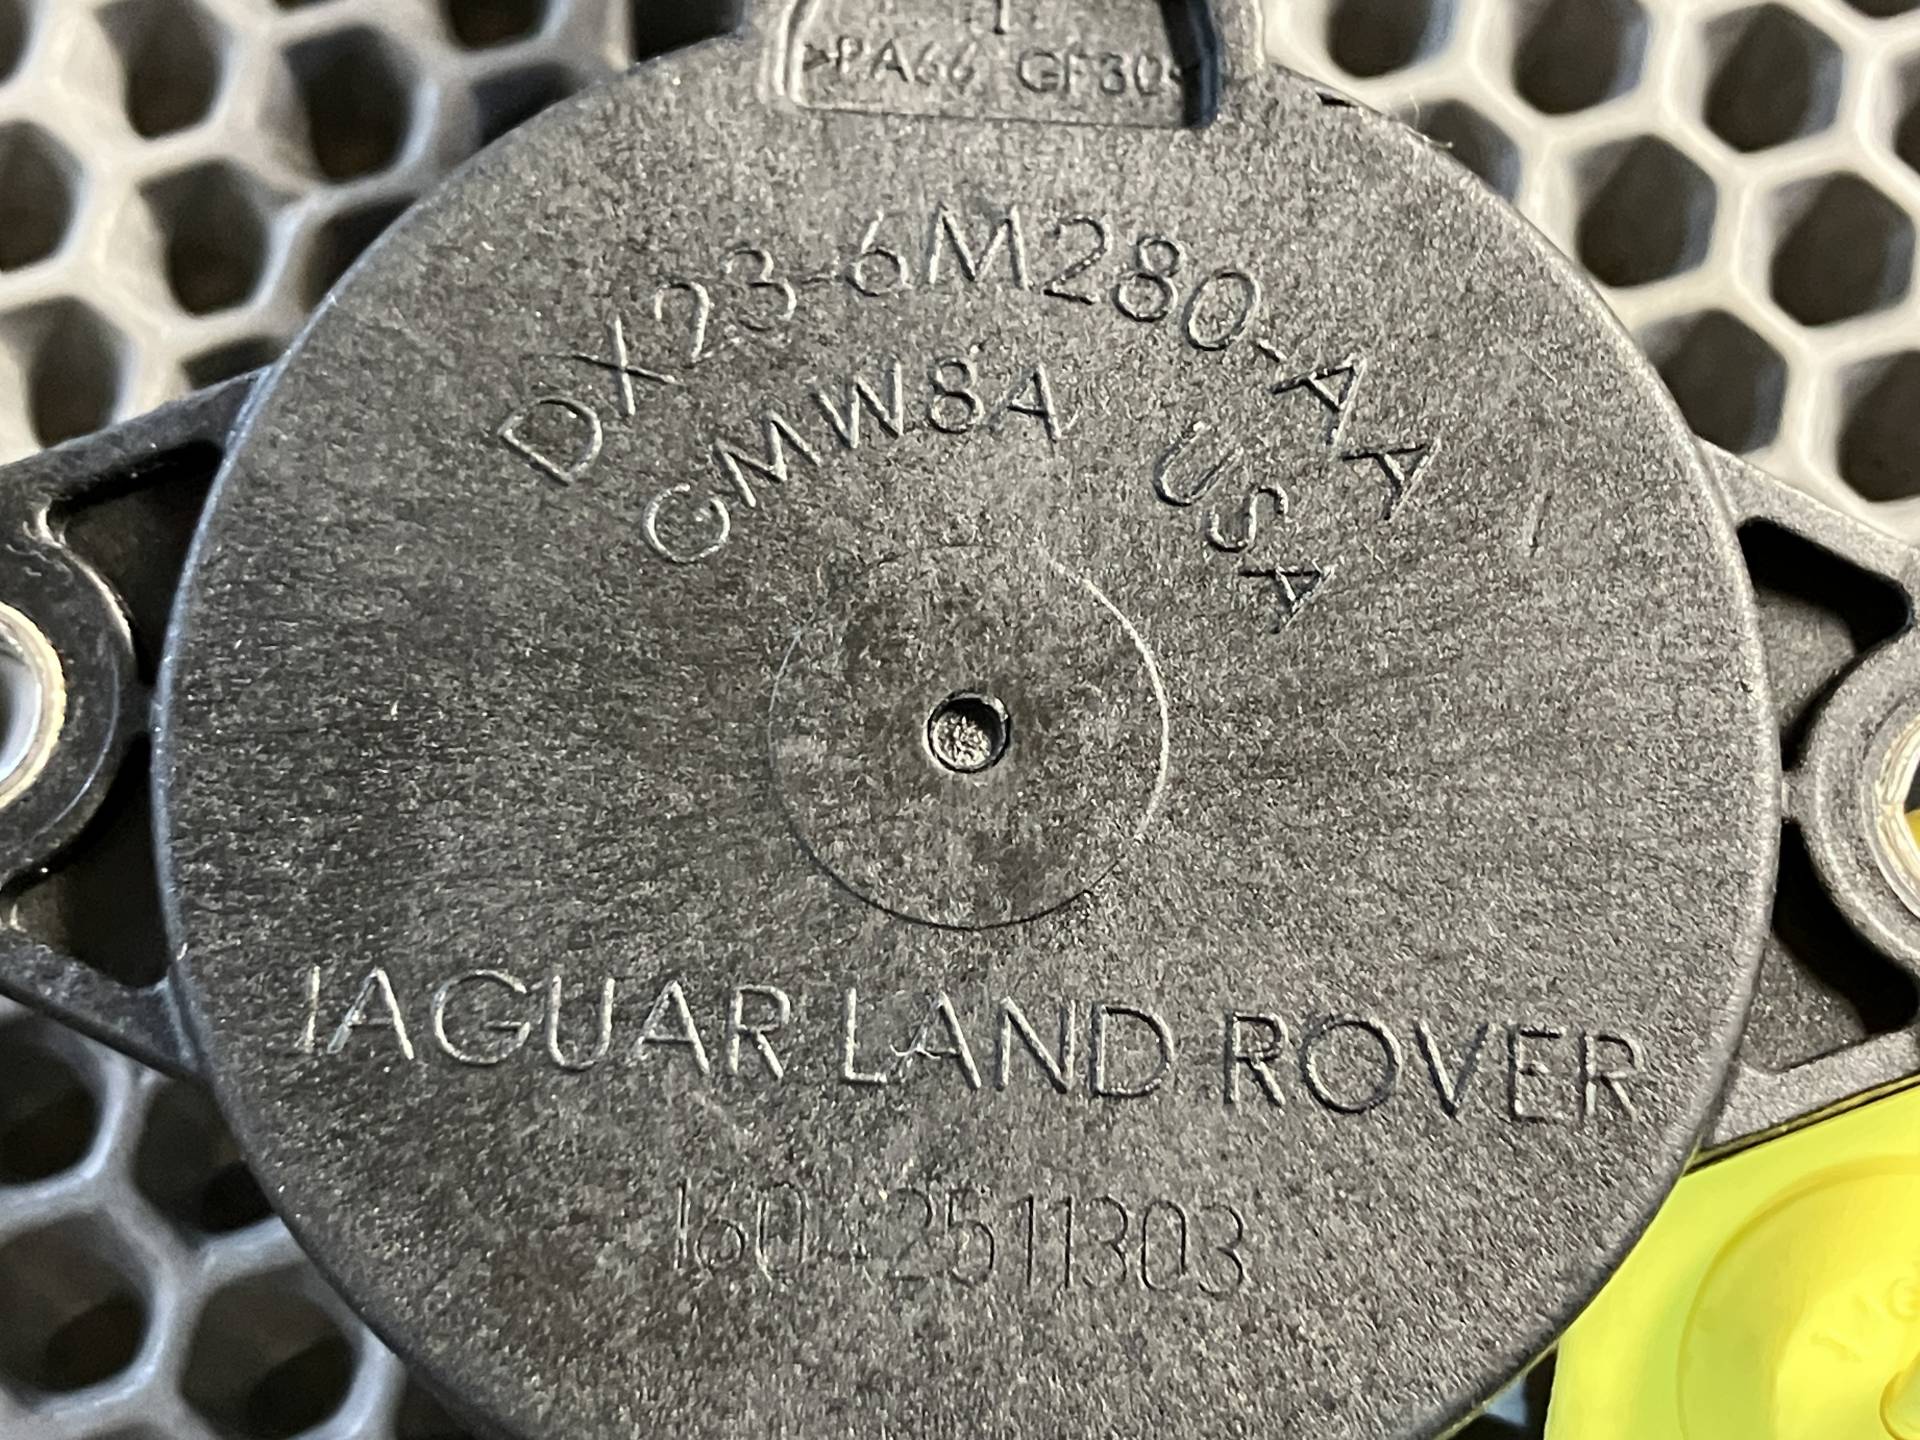 >PA66 GF30<
DX23-6M280-AA
GMW8A USA
JAGUAR LAND ROVER
160 2511303